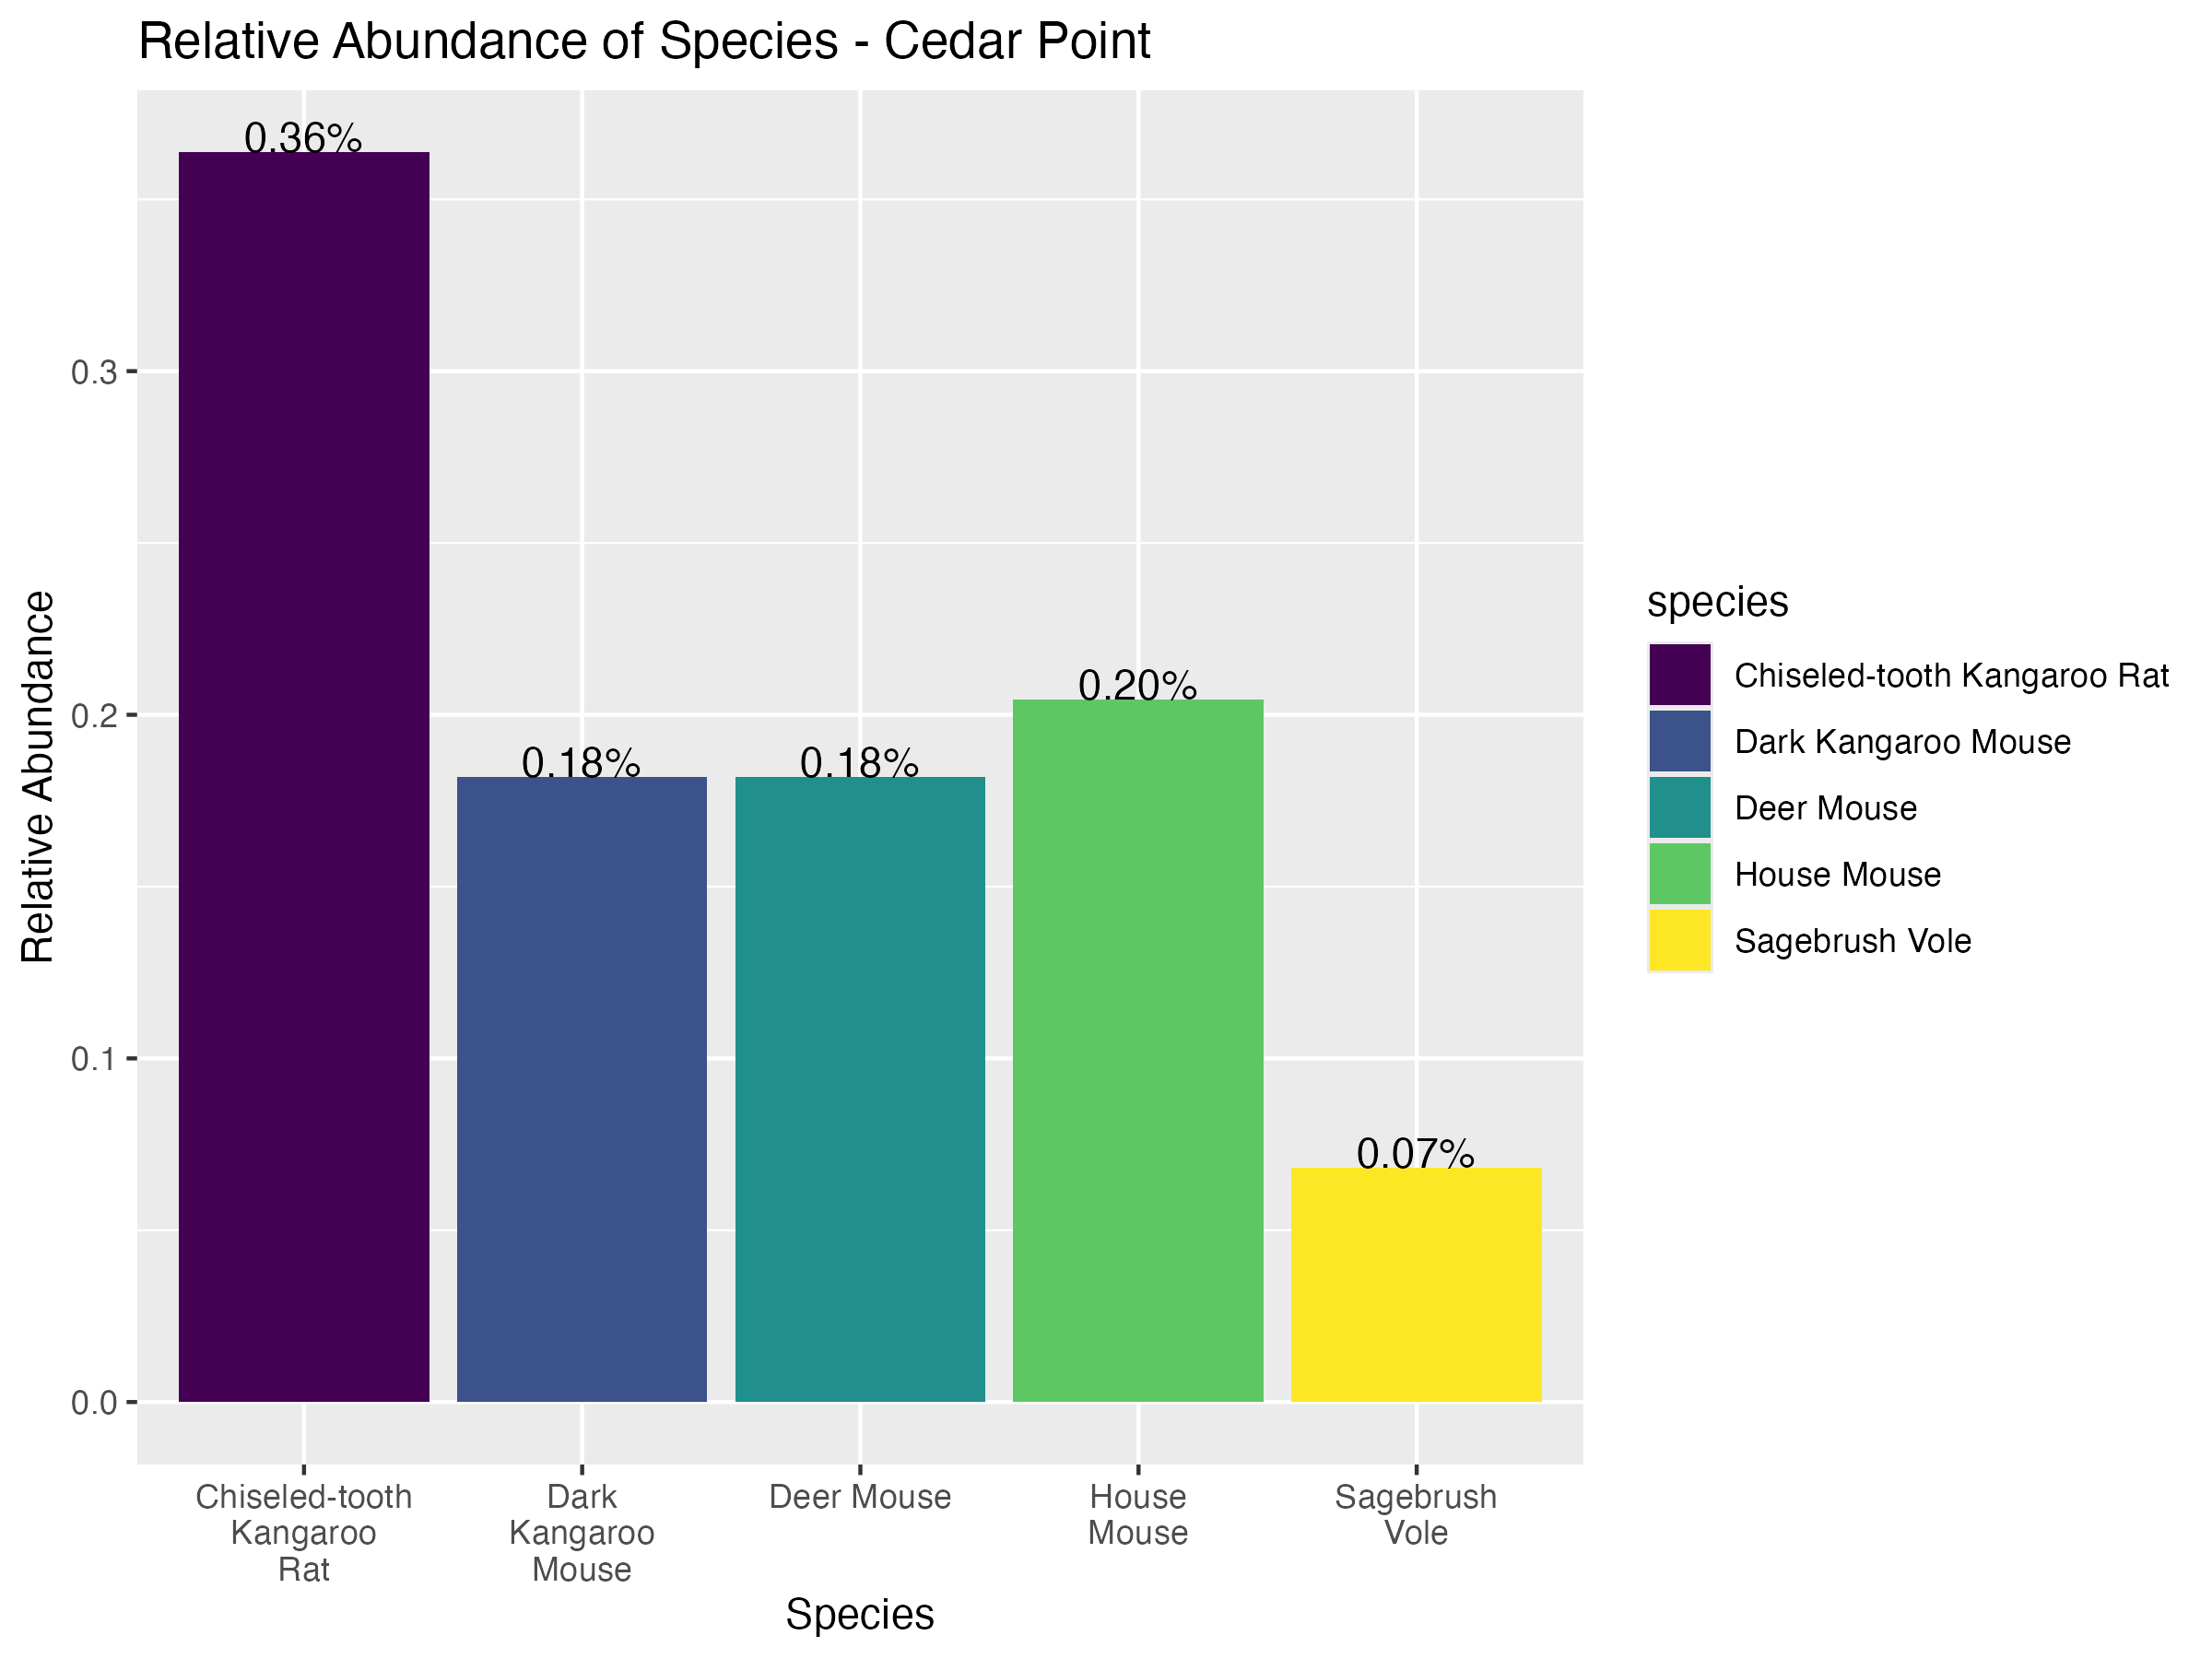 Relative Abundance of Species - Cedar Point
Relative Abundance
0.3
0.2
0.1
0.0
0.36%
0.18%
0.18%
0.20%
0.07%
Chiseled-tooth
Kangaroo
Rat
Dark
Kangaroo
Mouse
Deer Mouse
House
Mouse
Sagebrush
Vole
Species
species
Chiseled-tooth Kangaroo Rat
Dark Kangaroo Mouse
Deer Mouse
House Mouse
Sagebrush Vole